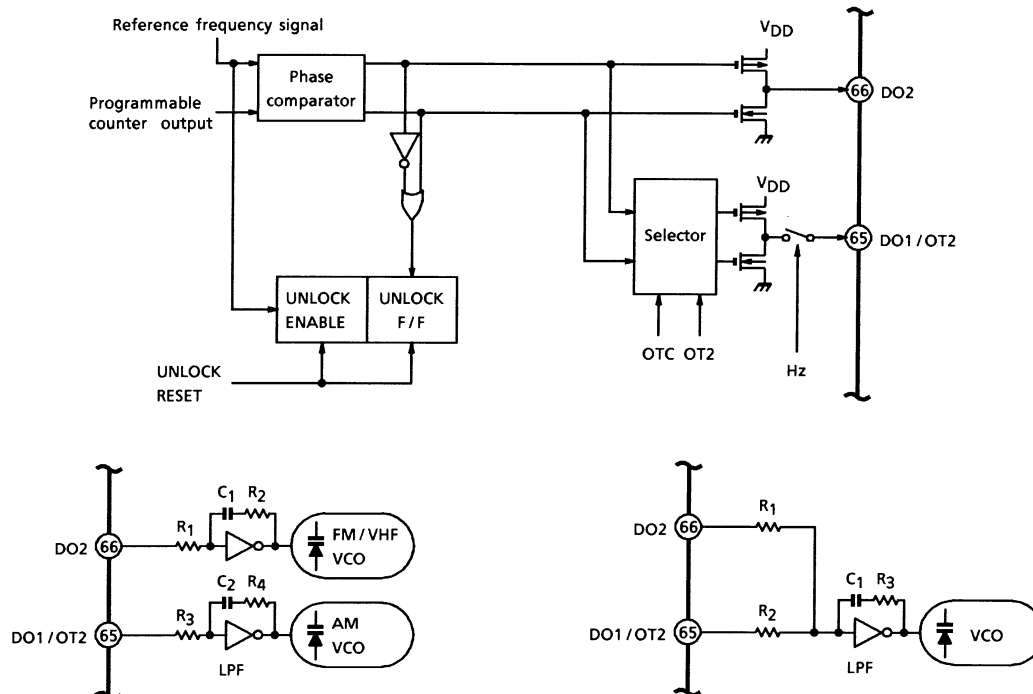 Reference frequency signal
Phase
comparator
Programmable
counter output
VDD
66
DO2
VDD
Selector
65
DO1/OT2
UNLOCK
ENABLE
UNLOCK
F/F
OTC OT2
Hz
UNLOCK
RESET
C1 R2
R1
DO2
66
FM/VHF
VCO
C2 R4
R3
DO1/OT2
65
AM
VCO
LPF
R1
DO2
66
C1 R3
R2
DO1/OT2
65
VCO
LPF